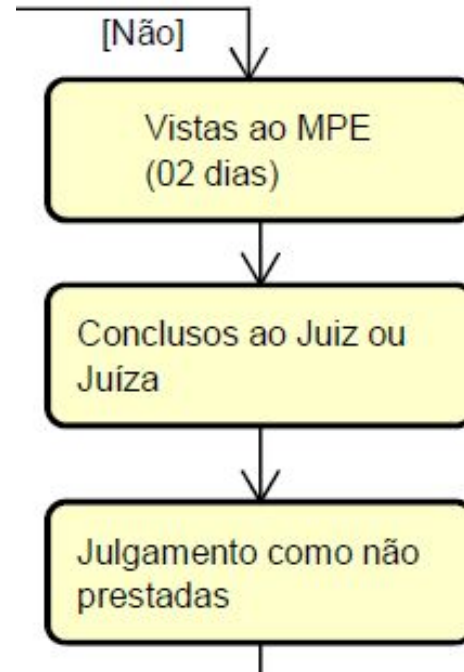 [Não]
Vistas ao MPE
(02 dias)
Conclusos ao Juiz ou
Juíza
Julgamento como não
prestadas